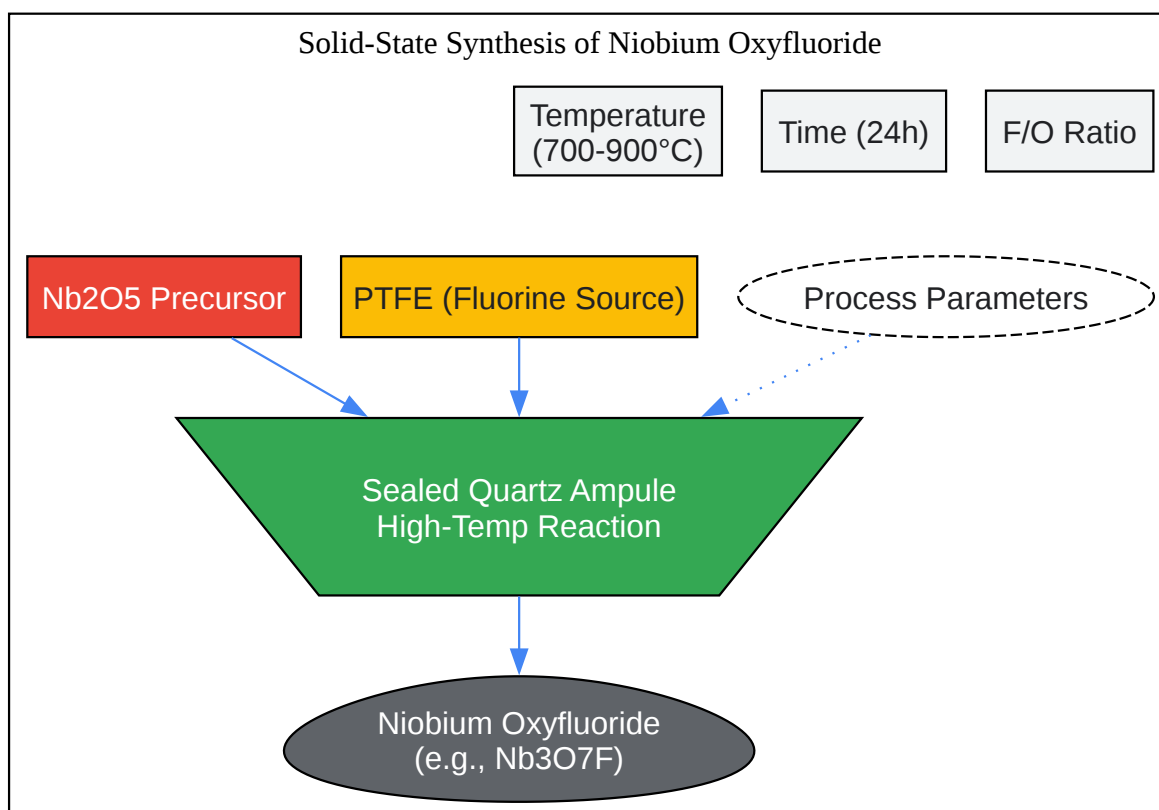 Solid-State Synthesis of Niobium Oxyfluoride
Temperature
(700-900°C)
Time (24h)
F/O Ratio
Nb2O5 Precursor
PTFE (Fluorine Source)
Process Parameters
Sealed Quartz Ampule
High-Temp Reaction
Niobium Oxyfluoride
(e.g., Nb3O7F)